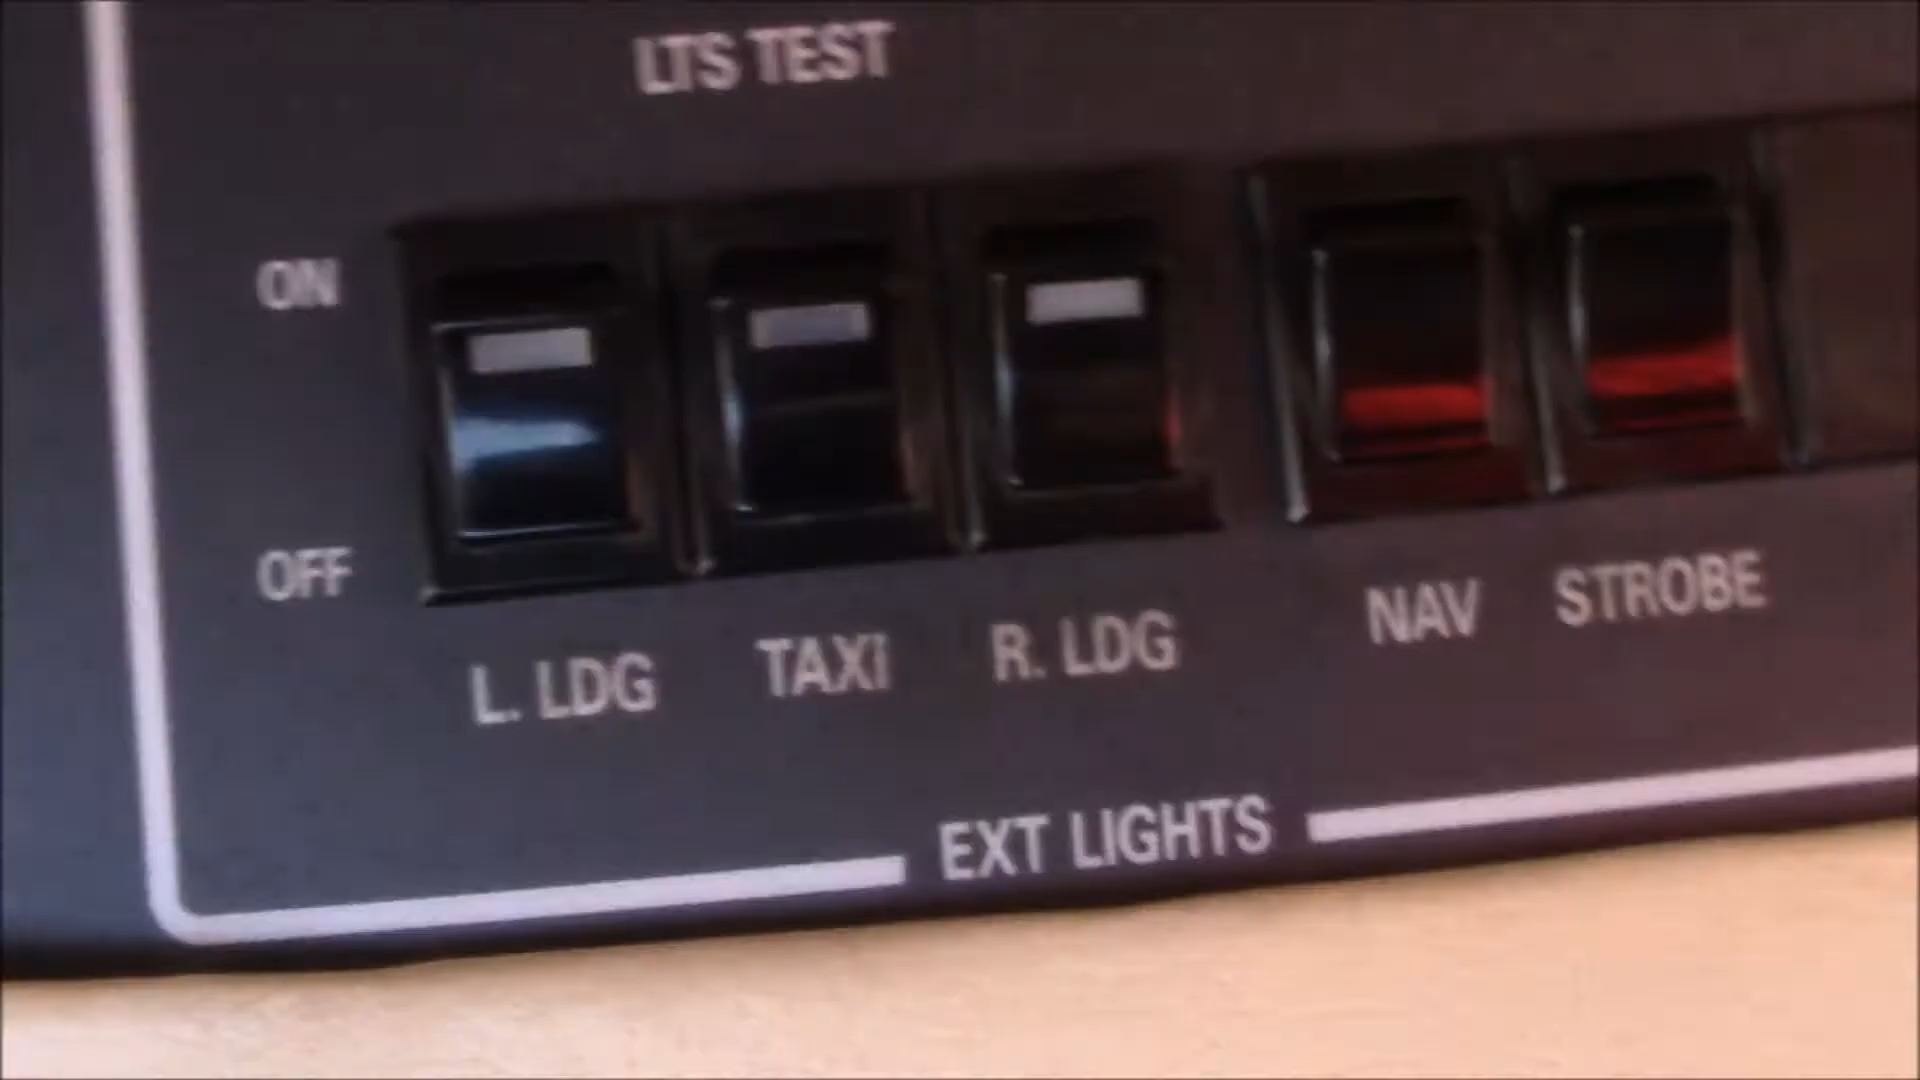 LTS TEST
ON
OFF
L. LDG TAXI R. LDG NAV STROBE
EXT LIGHTS